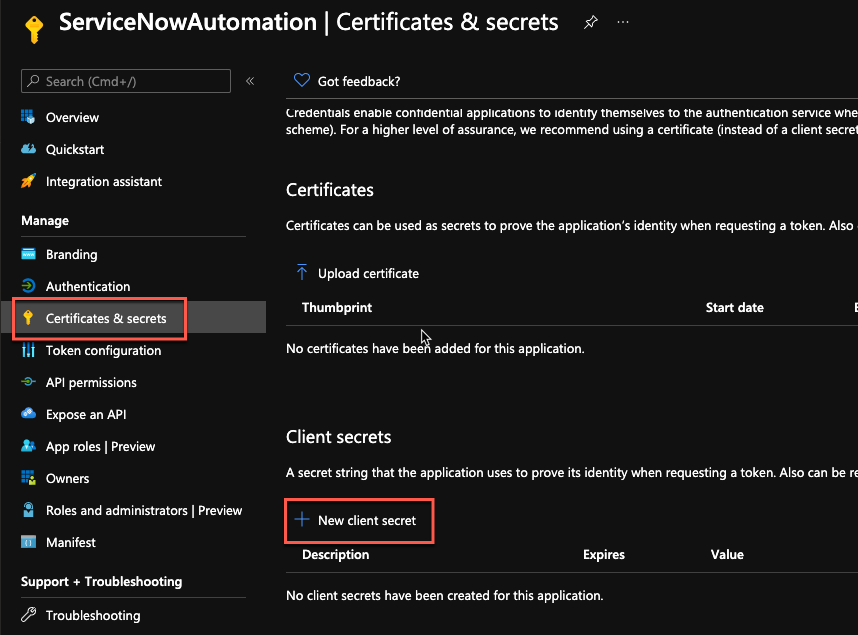 ServiceNowAutomation | Certificates & secrets
Search (Cmd+/)
Overview
Quickstart
Integration assistant
Manage
Branding
Authentication
Certificates & secrets
Token configuration
API permissions
Expose an API
App roles | Preview
Owners
Roles and administrators | Preview
Manifest
Support + Troubleshooting
Troubleshooting
Got feedback?
Credentials enable confidential applications to identify themselves to the authentication service whe
scheme). For a higher level of assurance, we recommend using a certificate (instead of a client secret
Certificates
Certificates can be used as secrets to prove the application's identity when requesting a token. Also
Upload certificate
Thumbprint Start date E
No certificates have been added for this application.
Client secrets
A secret string that the application uses to prove its identity when requesting a token. Also can be re
New client secret
Description Expires Value
No client secrets have been created for this application.